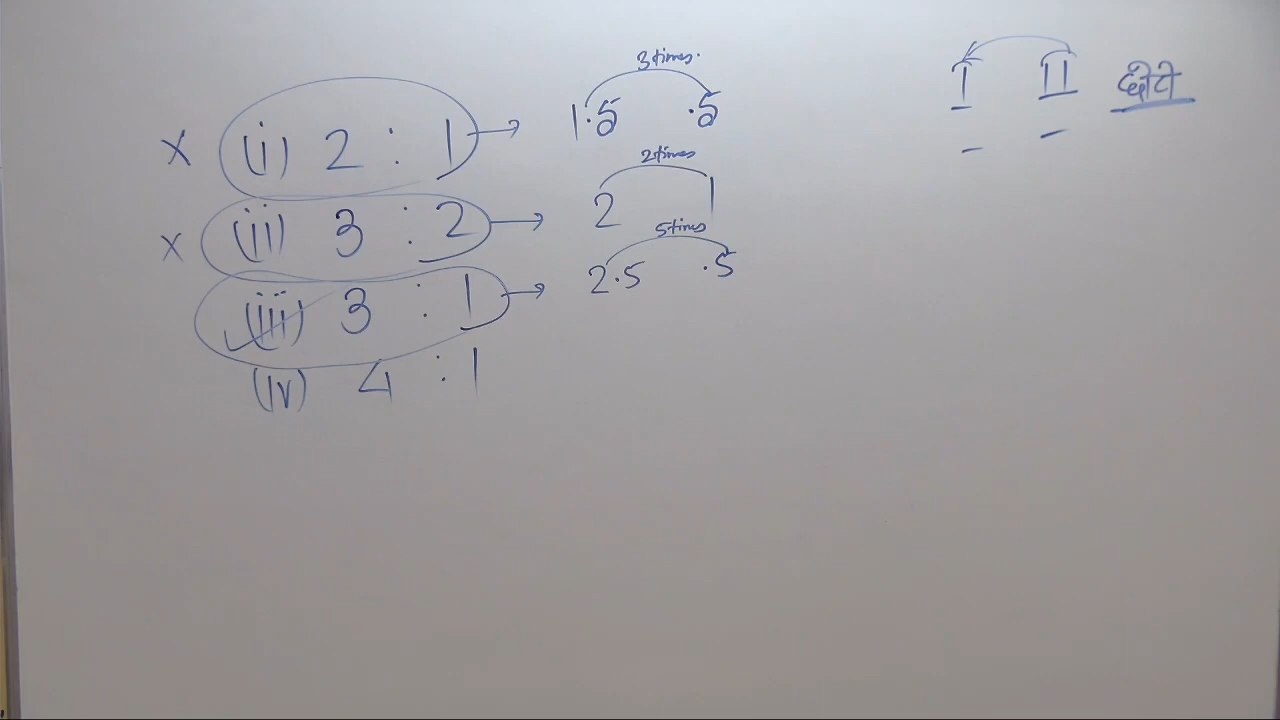 3 times.
(i) 2 : 1 → 1.5 .5
2 times
(ii) 3 : 2 → 2 1
5 times
(iii) 3 : 1 → 2.5 .5
(iv) 4 : 1
I II